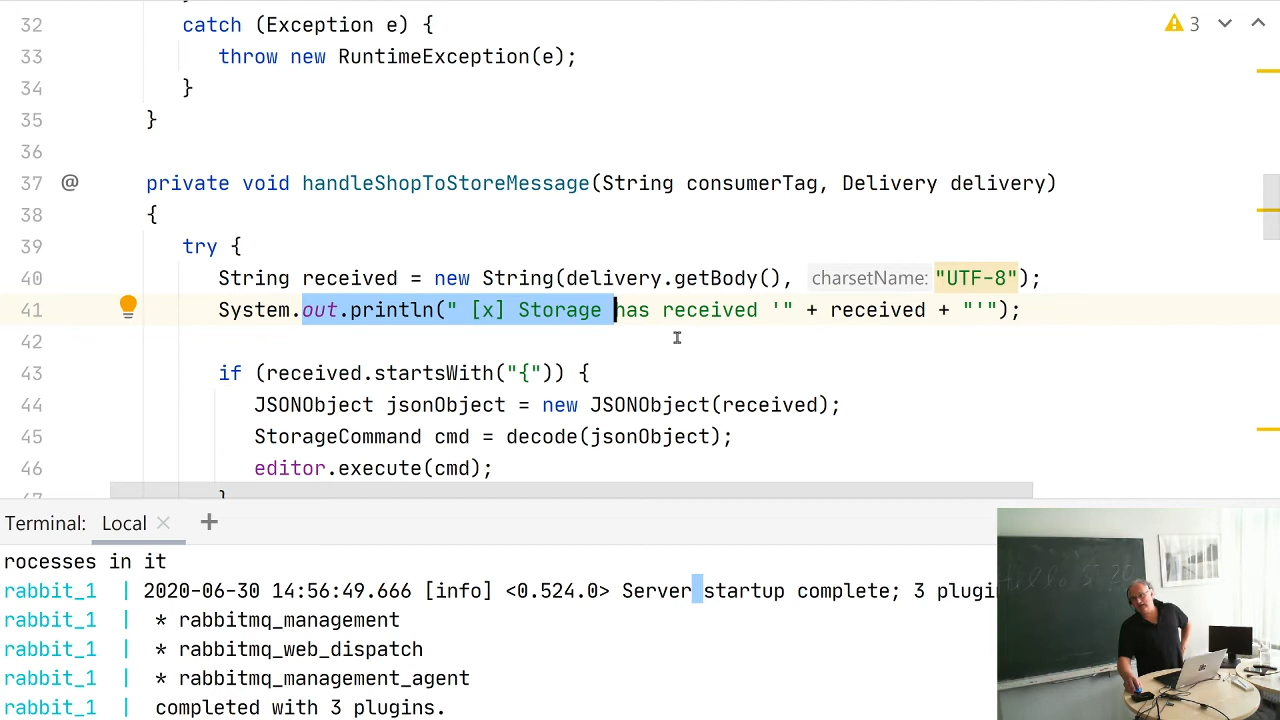 32 catch (Exception e) {
3
33 throw new RuntimeException(e);
34 }
35 }
36
37 @ private void handleShopToStoreMessage(String consumerTag, Delivery delivery)
38 {
39 try {
40 String received = new String(delivery.getBody(), charsetName: "UTF-8");
41 System.out.println(" [x] Storage has received '" + received + "'");
42
43 if (received.startsWith("{")) {
44 JSONObject jsonObject = new JSONObject(received);
45 StorageCommand cmd = decode(jsonObject);
46 editor.execute(cmd);
47 }
Terminal: Local × +
rocesses in it
rabbit_1 | 2020-06-30 14:56:49.666 [info] <0.524.0> Server startup complete; 3 plugin
rabbit_1 | * rabbitmq_management
rabbit_1 | * rabbitmq_web_dispatch
rabbit_1 | * rabbitmq_management_agent
rabbit_1 | completed with 3 plugins.